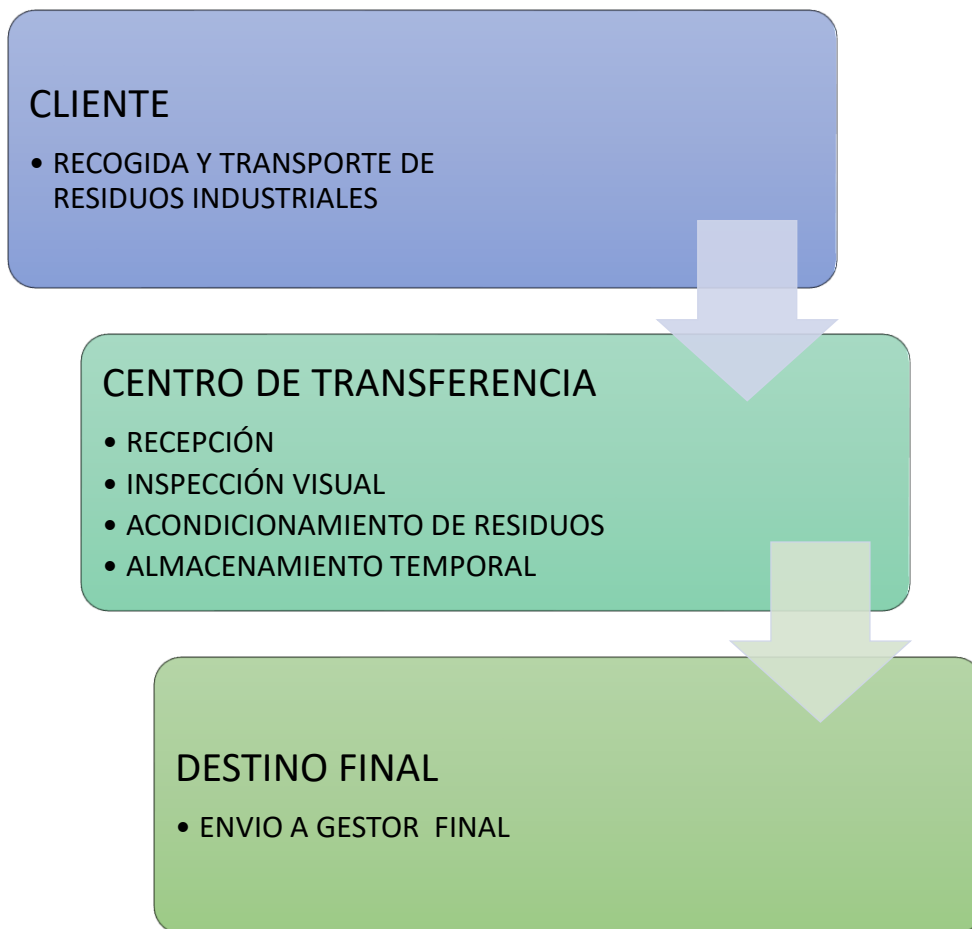 CLIENTE
• RECOGIDA Y TRANSPORTE DE
RESIDUOS INDUSTRIALES
CENTRO DE TRANSFERENCIA
• RECEPCIÓN
• INSPECCIÓN VISUAL
• ACONDICIONAMIENTO DE RESIDUOS
• ALMACENAMIENTO TEMPORAL
DESTINO FINAL
• ENVIO A GESTOR  FINAL